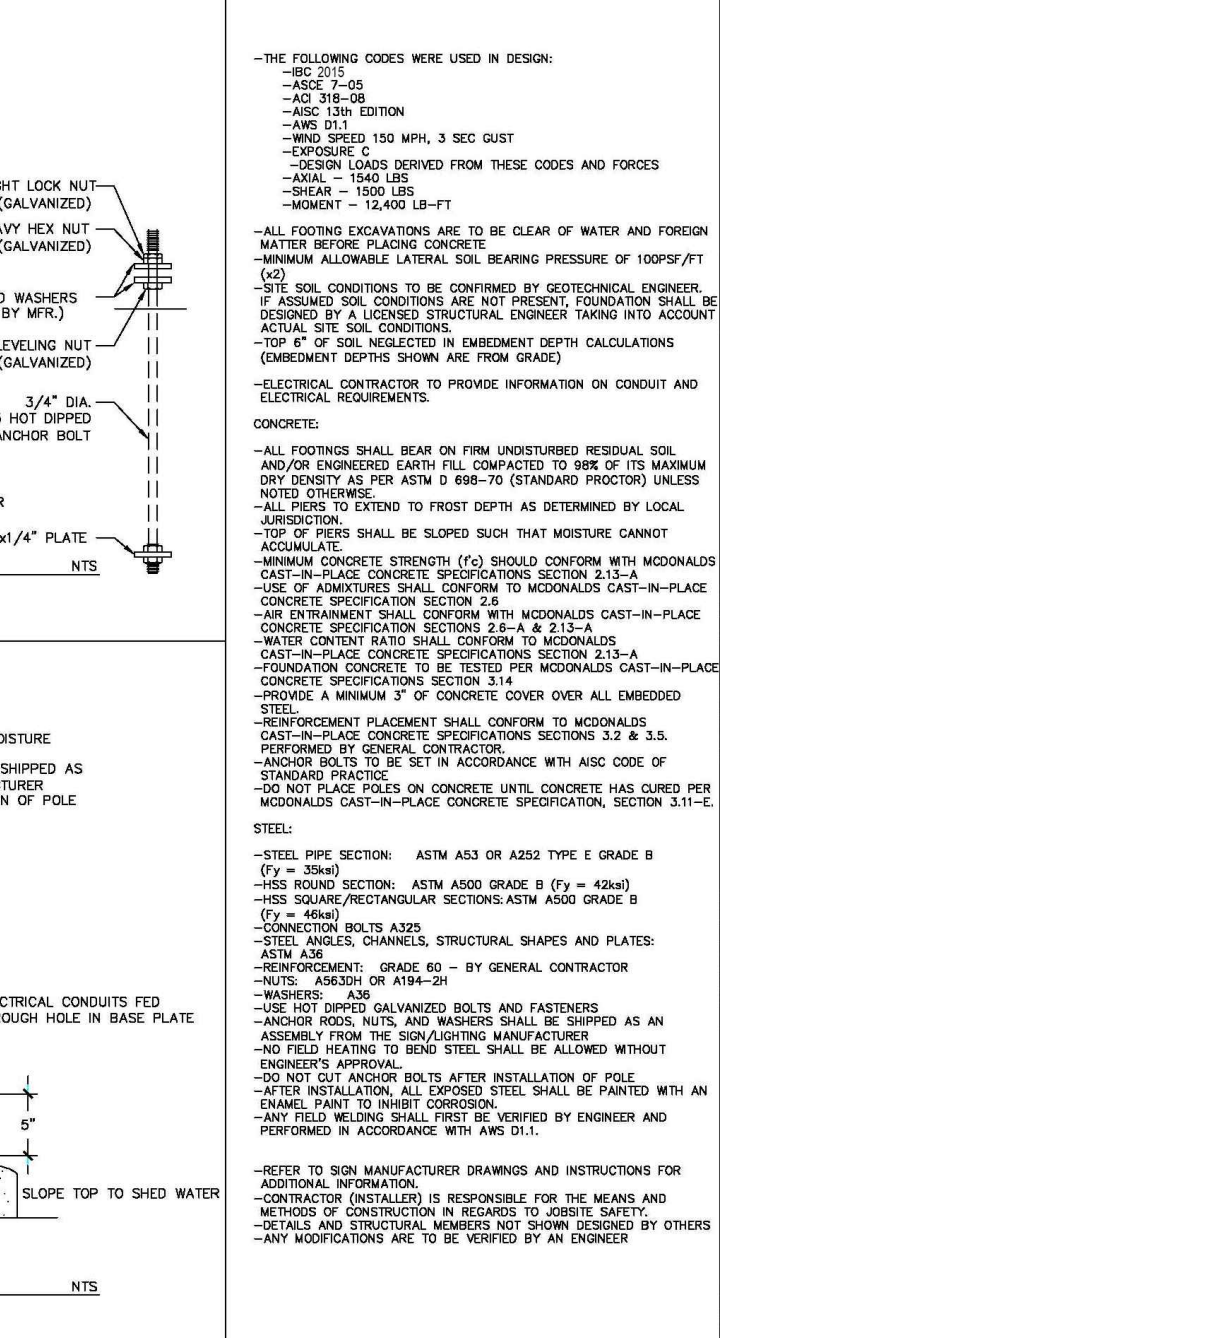 HT LOCK NUT
(GALVANIZED)
VY HEX NUT
(GALVANIZED)
WASHERS
BY MFR.)
EVELING NUT
(GALVANIZED)
3/4" DIA.
HOT DIPPED
ANCHOR BOLT
R
x1/4" PLATE
NTS
OISTURE
SHIPPED AS
TURER
N OF POLE
CTRICAL CONDUITS FED
OUGH HOLE IN BASE PLATE
5"
SLOPE TOP TO SHED WATER
NTS
-THE FOLLOWING CODES WERE USED IN DESIGN:
-IBC 2015
-ASCE 7-05
-ACI 318-08
-AISC 13th EDITION
-AWS D1.1
-WIND SPEED 150 MPH, 3 SEC GUST
-EXPOSURE C
-DESIGN LOADS DERIVED FROM THESE CODES AND FORCES
-AXIAL - 1540 LBS
-SHEAR - 1500 LBS
-MOMENT - 12,400 LB-FT
-ALL FOOTING EXCAVATIONS ARE TO BE CLEAR OF WATER AND FOREIGN
MATTER BEFORE PLACING CONCRETE
-MINIMUM ALLOWABLE LATERAL SOIL BEARING PRESSURE OF 100PSF/FT
(x2)
-SITE SOIL CONDITIONS TO BE CONFIRMED BY GEOTECHNICAL ENGINEER.
IF ASSUMED SOIL CONDITIONS ARE NOT PRESENT, FOUNDATION SHALL BE
DESIGNED BY A LICENSED STRUCTURAL ENGINEER TAKING INTO ACCOUNT
ACTUAL SITE SOIL CONDITIONS.
-TOP 6" OF SOIL NEGLECTED IN EMBEDMENT DEPTH CALCULATIONS
(EMBEDMENT DEPTHS SHOWN ARE FROM GRADE)
-ELECTRICAL CONTRACTOR TO PROVIDE INFORMATION ON CONDUIT AND
ELECTRICAL REQUIREMENTS.
CONCRETE:
-ALL FOOTINGS SHALL BEAR ON FIRM UNDISTURBED RESIDUAL SOIL
AND/OR ENGINEERED EARTH FILL COMPACTED TO 98% OF ITS MAXIMUM
DRY DENSITY AS PER ASTM D 698-70 (STANDARD PROCTOR) UNLESS
NOTED OTHERWISE.
-ALL PIERS TO EXTEND TO FROST DEPTH AS DETERMINED BY LOCAL
JURISDICTION.
-TOP OF PIERS SHALL BE SLOPED SUCH THAT MOISTURE CANNOT
ACCUMULATE.
-MINIMUM CONCRETE STRENGTH (f'c) SHOULD CONFORM WITH MCDONALDS
CAST-IN-PLACE CONCRETE SPECIFICATIONS SECTION 2.13-A
-USE OF ADMIXTURES SHALL CONFORM TO MCDONALDS CAST-IN-PLACE
CONCRETE SPECIFICATION SECTION 2.6
-AIR ENTRAINMENT SHALL CONFORM WITH MCDONALDS CAST-IN-PLACE
CONCRETE SPECIFICATION SECTIONS 2.6-A & 2.13-A
-WATER CONTENT RATIO SHALL CONFORM TO MCDONALDS
CAST-IN-PLACE CONCRETE SPECIFICATIONS SECTION 2.13-A
-FOUNDATION CONCRETE TO BE TESTED PER MCDONALDS CAST-IN-PLACE
CONCRETE SPECIFICATIONS SECTION 3.14
-PROVIDE A MINIMUM 3" OF CONCRETE COVER OVER ALL EMBEDDED
STEEL.
-REINFORCEMENT PLACEMENT SHALL CONFORM TO MCDONALDS
CAST-IN-PLACE CONCRETE SPECIFICATIONS SECTIONS 3.2 & 3.5.
PERFORMED BY GENERAL CONTRACTOR.
-ANCHOR BOLTS TO BE SET IN ACCORDANCE WITH AISC CODE OF
STANDARD PRACTICE
-DO NOT PLACE POLES ON CONCRETE UNTIL CONCRETE HAS CURED PER
MCDONALDS CAST-IN-PLACE CONCRETE SPECIFICATION, SECTION 3.11-E.
STEEL:
-STEEL PIPE SECTION: ASTM A53 OR A252 TYPE E GRADE B
(Fy = 35ksi)
-HSS ROUND SECTION: ASTM A500 GRADE B (Fy = 42ksi)
-HSS SQUARE/RECTANGULAR SECTIONS: ASTM A500 GRADE B
(Fy = 46ksi)
-CONNECTION BOLTS A325
-STEEL ANGLES, CHANNELS, STRUCTURAL SHAPES AND PLATES:
ASTM A36
-REINFORCEMENT: GRADE 60 - BY GENERAL CONTRACTOR
-NUTS: A563DH OR A194-2H
-WASHERS: A36
-USE HOT DIPPED GALVANIZED BOLTS AND FASTENERS
-ANCHOR RODS, NUTS, AND WASHERS SHALL BE SHIPPED AS AN
ASSEMBLY FROM THE SIGN/LIGHTING MANUFACTURER
-NO FIELD HEATING TO BEND STEEL SHALL BE ALLOWED WITHOUT
ENGINEER'S APPROVAL.
-DO NOT CUT ANCHOR BOLTS AFTER INSTALLATION OF POLE
-AFTER INSTALLATION, ALL EXPOSED STEEL SHALL BE PAINTED WITH AN
ENAMEL PAINT TO INHIBIT CORROSION.
-ANY FIELD WELDING SHALL FIRST BE VERIFIED BY ENGINEER AND
PERFORMED IN ACCORDANCE WITH AWS D1.1.
-REFER TO SIGN MANUFACTURER DRAWINGS AND INSTRUCTIONS FOR
ADDITIONAL INFORMATION.
-CONTRACTOR (INSTALLER) IS RESPONSIBLE FOR THE MEANS AND
METHODS OF CONSTRUCTION IN REGARDS TO JOBSITE SAFETY.
-DETAILS AND STRUCTURAL MEMBERS NOT SHOWN DESIGNED BY OTHERS
-ANY MODIFICATIONS ARE TO BE VERIFIED BY AN ENGINEER